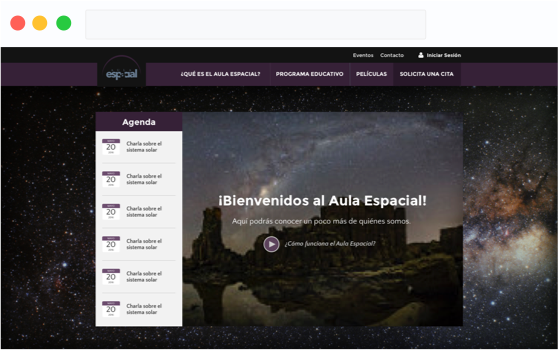 Eventos Contacto Iniciar Sesión
espacial
¿QUÉ ES EL AULA ESPACIAL? PROGRAMA EDUCATIVO PELÍCULAS SOLICITA UNA CITA
Agenda
20
Charla sobre el
sistema solar
20
Charla sobre el
sistema solar
20
Charla sobre el
sistema solar
20
Charla sobre el
sistema solar
20
Charla sobre el
sistema solar
20
Charla sobre el
sistema solar
¡Bienvenidos al Aula Espacial!
Aquí podrás conocer un poco más de quiénes somos.
¿Cómo funciona el Aula Espacial?